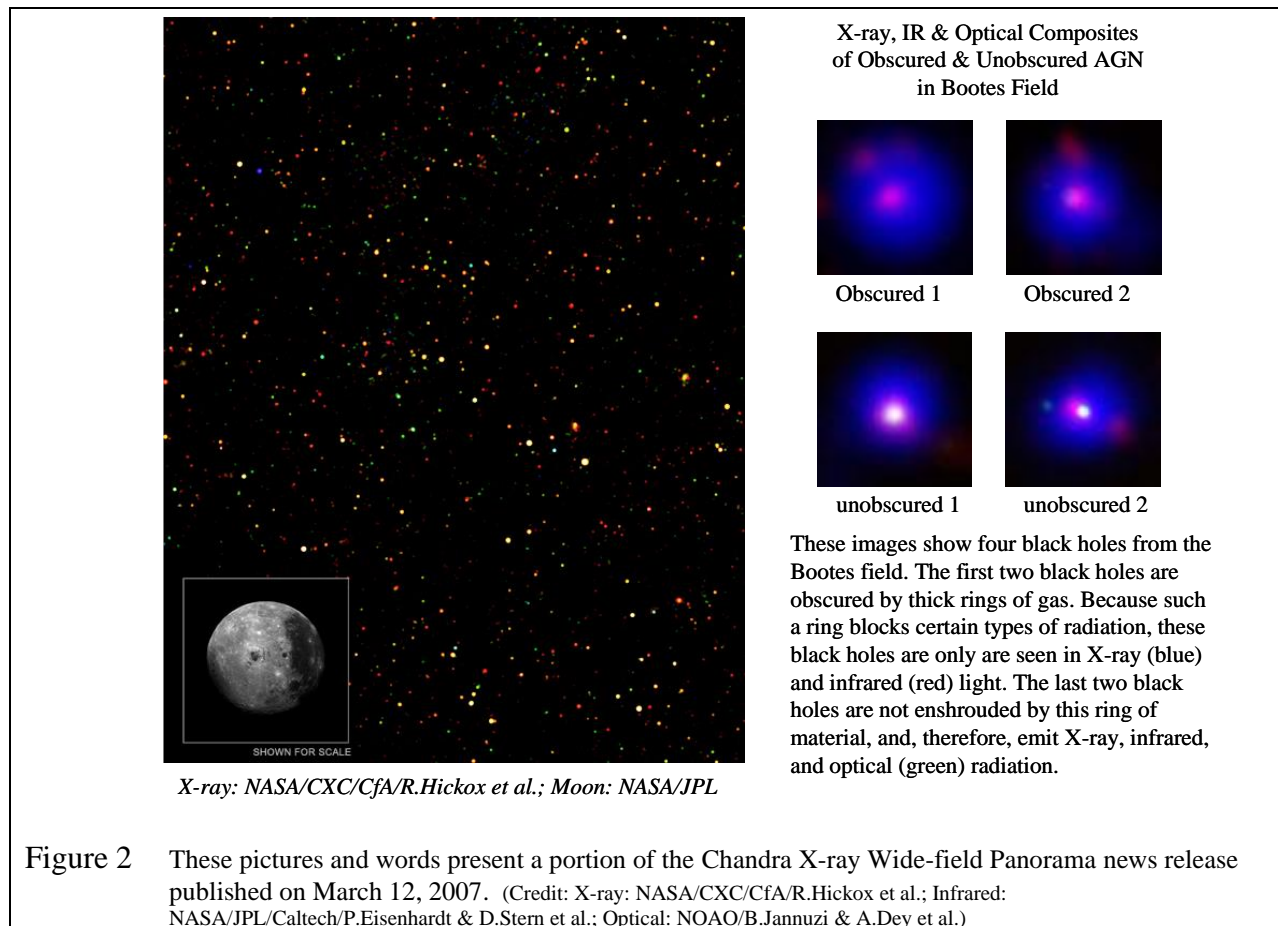 X-ray, IR & Optical Composites
of Obscured & Unobscured AGN
in Bootes Field
Obscured 1
Obscured 2
unobscured 1
unobscured 2
These images show four black holes from the
Bootes field. The first two black holes are
obscured by thick rings of gas. Because such
a ring blocks certain types of radiation, these
black holes are only are seen in X-ray (blue)
and infrared (red) light. The last two black
holes are not enshrouded by this ring of
material, and, therefore, emit X-ray, infrared,
and optical (green) radiation.
SHOWN FOR SCALE
X-ray: NASA/CXC/CfA/R.Hickox et al.; Moon: NASA/JPL
Figure 2 These pictures and words present a portion of the Chandra X-ray Wide-field Panorama news release
published on March 12, 2007. (Credit: X-ray: NASA/CXC/CfA/R.Hickox et al.; Infrared:
NASA/JPL/Caltech/P.Eisenhardt & D.Stern et al.; Optical: NOAO/B.Jannuzi & A.Dey et al.)